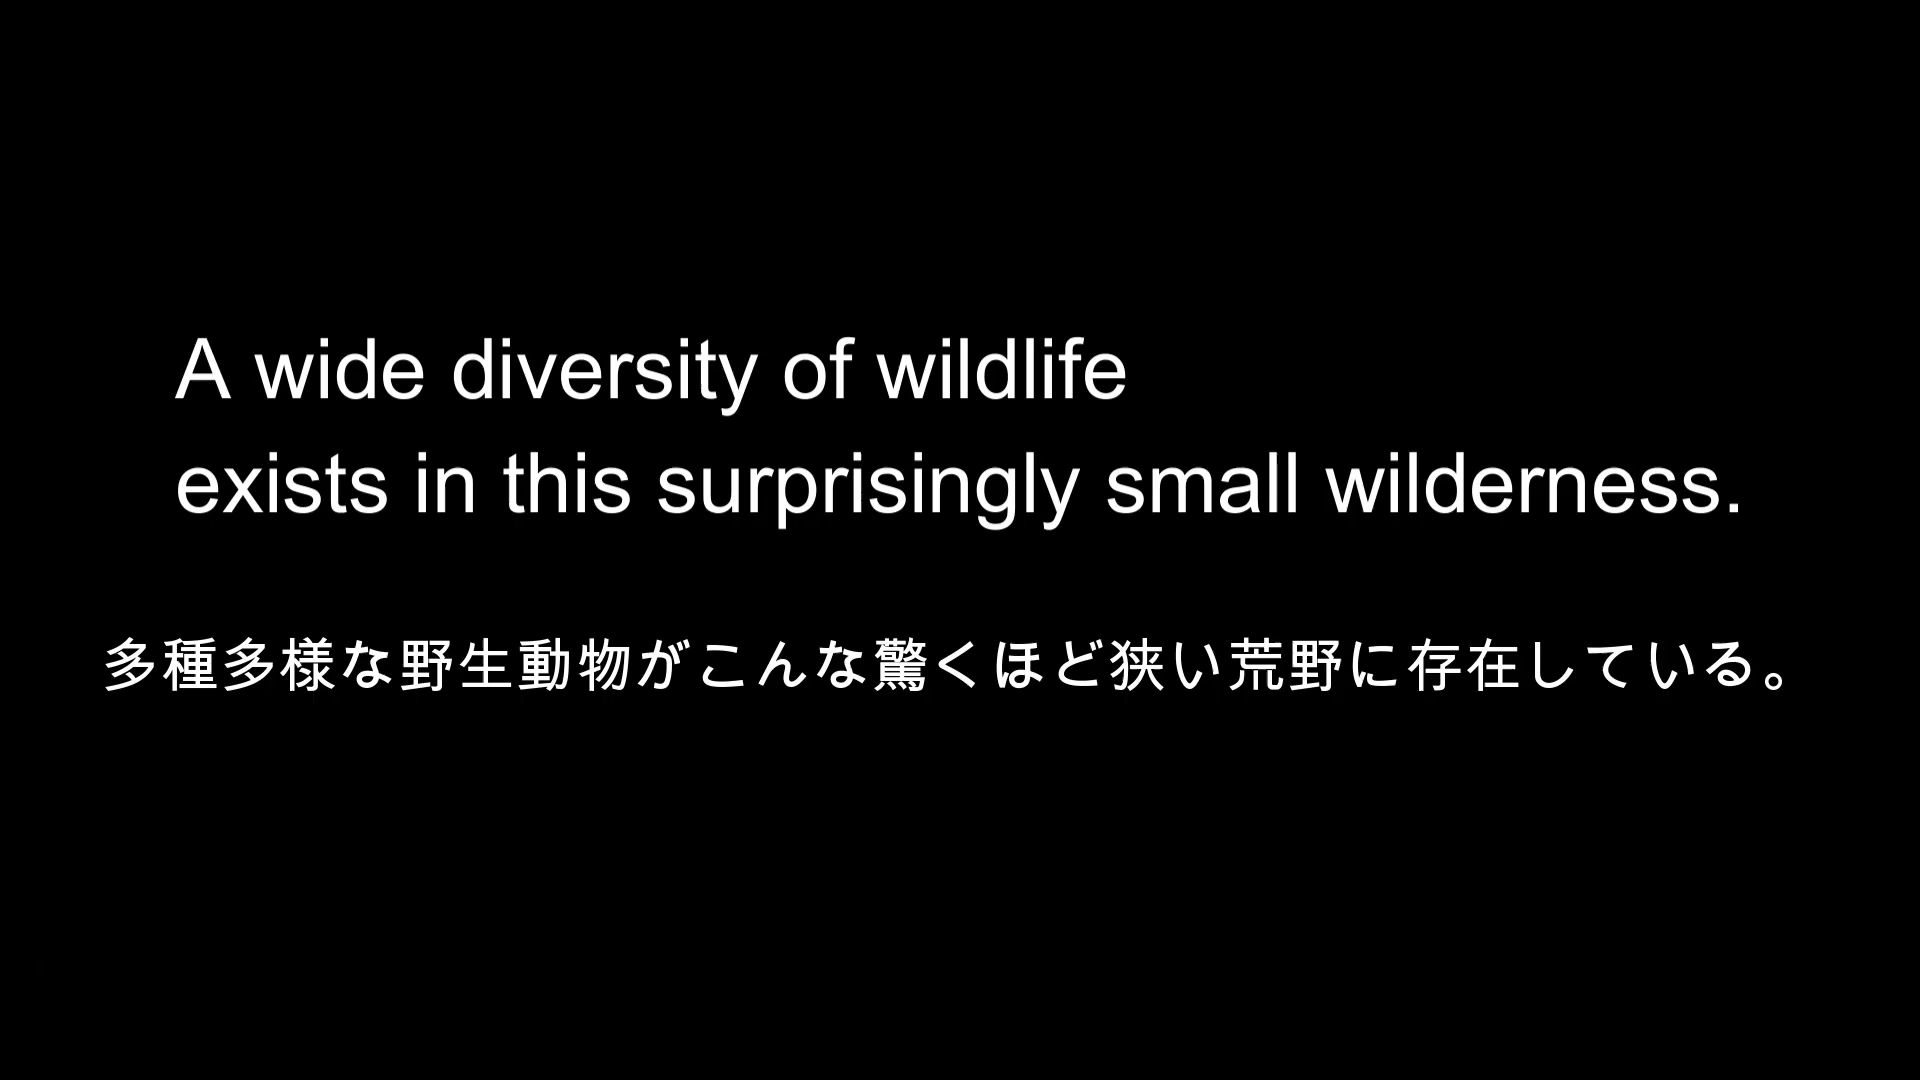 A wide diversity of wildlife
exists in this surprisingly small wilderness.
多種多様な野生動物がこんな驚くほど狭い荒野に存在している。